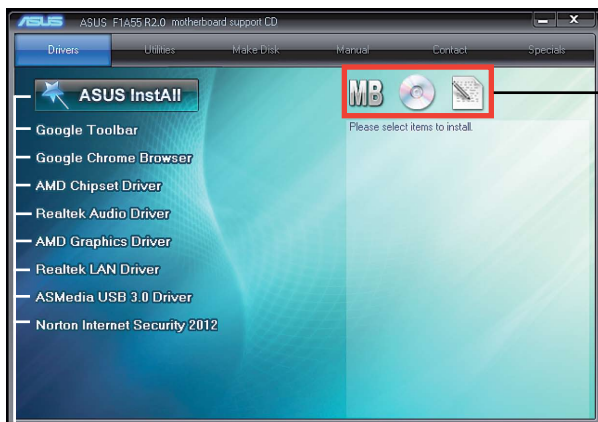 ASUS ASUS F1A55 R2.0 motherboard support CD
Drivers Utilities Make Disk Manual Contact Specials
ASUS InstAll
MB
Please select items to install.
Google Toolbar
Google Chrome Browser
AMD Chipset Driver
Realtek Audio Driver
AMD Graphics Driver
Realtek LAN Driver
ASMedia USB 3.0 Driver
Norton Internet Security 2012